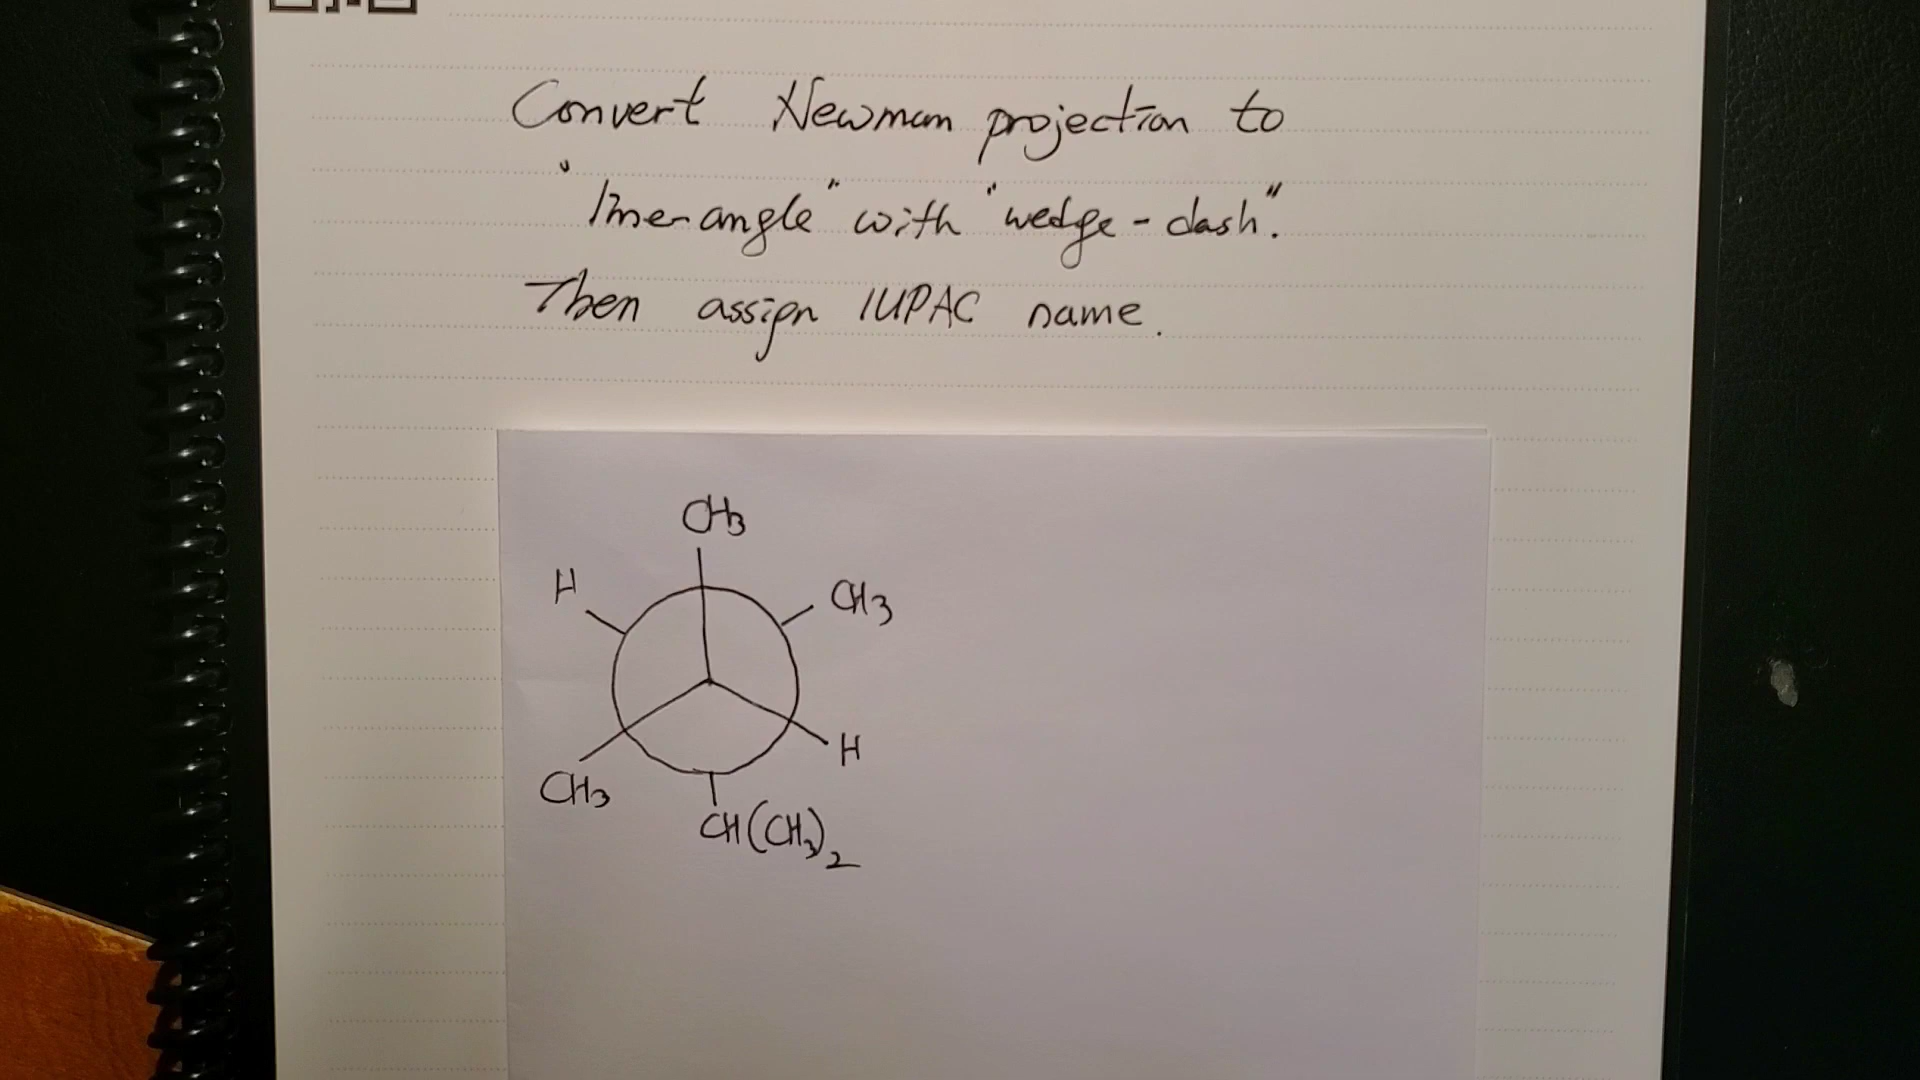 Convert Newman projection to
"line-angle" with "wedge-dash".
Then assign IUPAC name.
CH3
H
CH3
H
CH3
CH(CH3)2